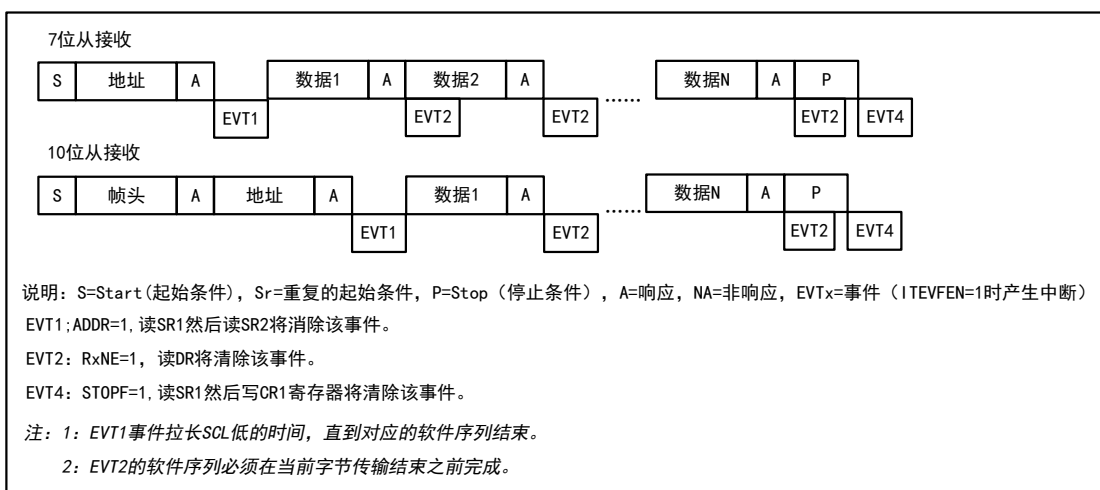 7位从接收
S 地址 A 数据1 A 数据2 A ...... 数据N A P
EVT1 EVT2 EVT2 EVT2 EVT4
10位从接收
S 帧头 A 地址 A 数据1 A ...... 数据N A P
EVT1 EVT2 EVT2 EVT4
说明: S=Start(起始条件), Sr=重复的起始条件, P=Stop (停止条件), A=响应, NA=非响应, EVTx=事件 (ITEVFEN=1时产生中断)
EVT1;ADDR=1,读SR1然后读SR2将消除该事件。
EVT2: RxNE=1, 读DR将清除该事件。
EVT4: STOPF=1,读SR1然后写CR1寄存器将清除该事件。
注: 1: EVT1事件拉长SCL低的时间, 直到对应的软件序列结束。
2: EVT2的软件序列必须在当前字节传输结束之前完成。